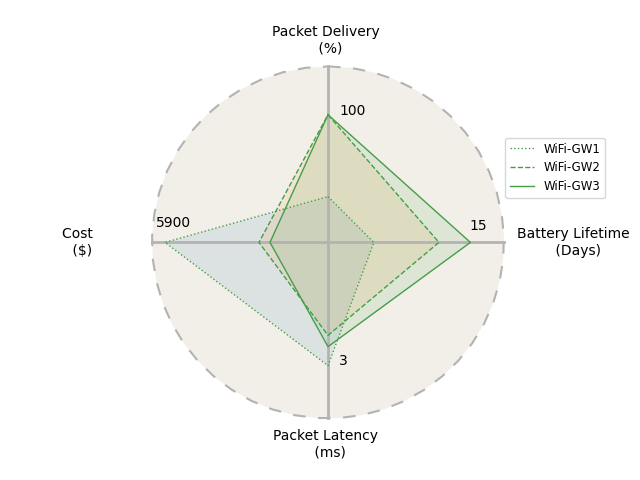 Packet Delivery
(%)
100
WiFi-GW1
WiFi-GW2
WiFi-GW3
5900
15
Cost
($)
Battery Lifetime
(Days)
3
Packet Latency
(ms)